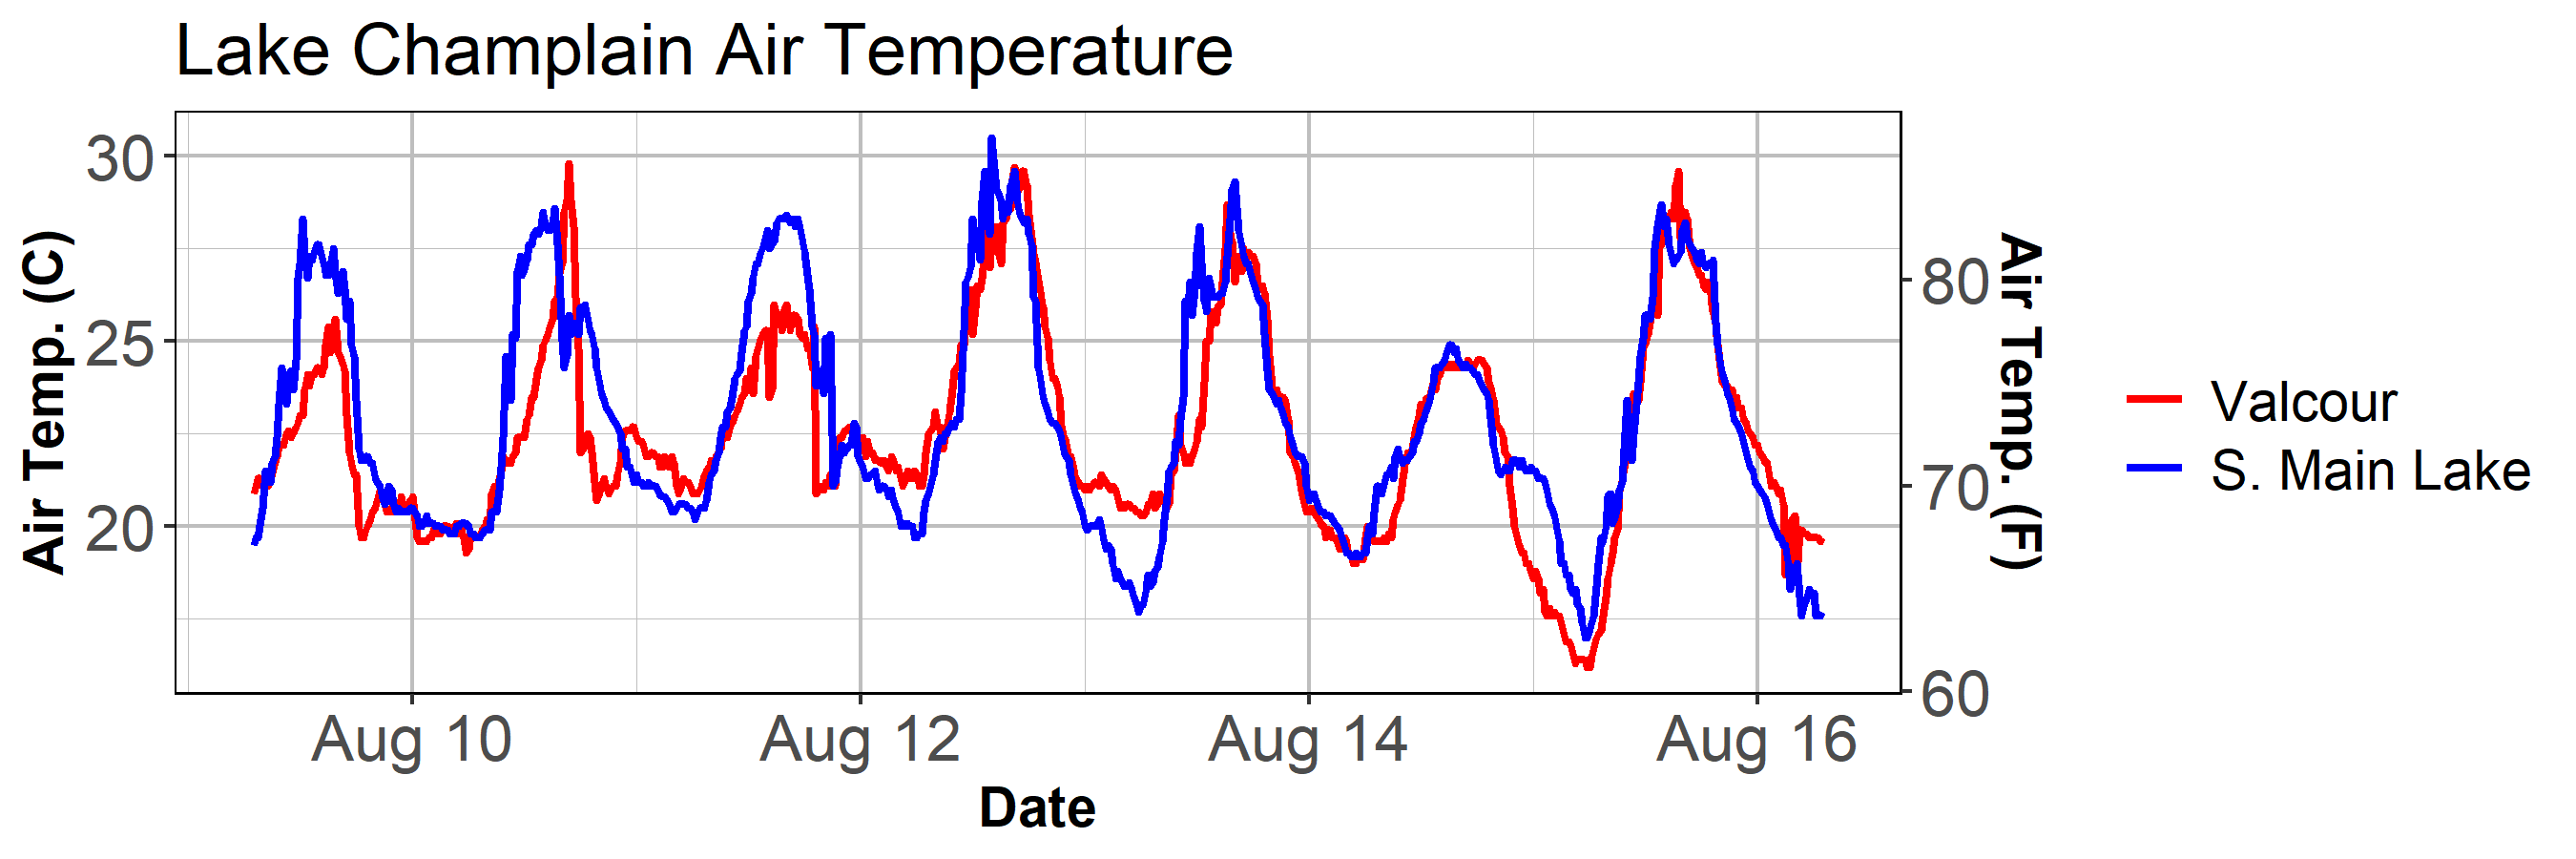 Lake Champlain Air Temperature
Air Temp. (C)
30
25
20
80
70
60
Air Temp. (F)
Valcour
S. Main Lake
Aug 10
Aug 12
Aug 14
Aug 16
Date